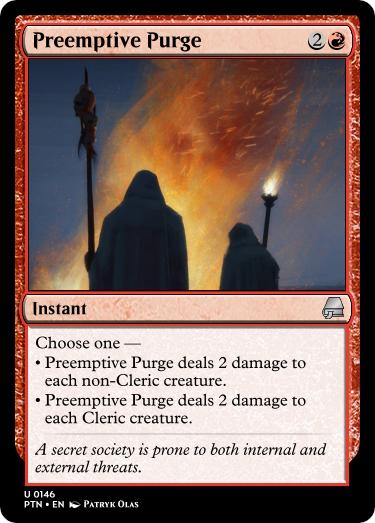 Preemptive Purge 2
Instant
Choose one —
• Preemptive Purge deals 2 damage to
each non-Cleric creature.
• Preemptive Purge deals 2 damage to
each Cleric creature.
A secret society is prone to both internal and
external threats.
U 0146
PTN • EN Patryk Olas